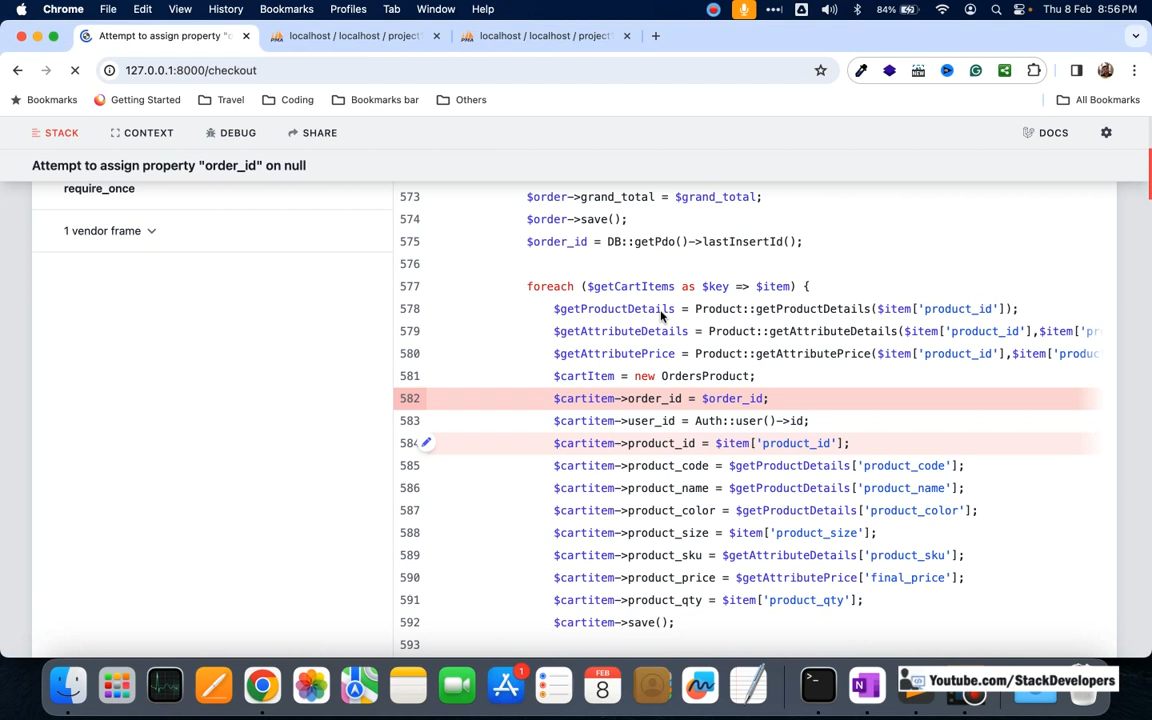 Chrome File Edit View History Bookmarks Profiles Tab Window Help 84% Thu 8 Feb 8:56 PM
Attempt to assign property "o localhost / localhost / project localhost / localhost / project
127.0.0.1:8000/checkout
Bookmarks Getting Started Travel Coding Bookmarks bar Others All Bookmarks
STACK CONTEXT DEBUG SHARE DOCS
Attempt to assign property "order_id" on null
require_once
1 vendor frame
573 $order->grand_total = $grand_total;
574 $order->save();
575 $order_id = DB::getPdo()->lastInsertId();
576
577 foreach ($getCartItems as $key => $item) {
578 $getProductDetails = Product::getProductDetails($item['product_id']);
579 $getAttributeDetails = Product::getAttributeDetails($item['product_id'],$item['pr
580 $getAttributePrice = Product::getAttributePrice($item['product_id'],$item['produc
581 $cartItem = new OrdersProduct;
582 $cartitem->order_id = $order_id;
583 $cartitem->user_id = Auth::user()->id;
584 $cartitem->product_id = $item['product_id'];
585 $cartitem->product_code = $getProductDetails['product_code'];
586 $cartitem->product_name = $getProductDetails['product_name'];
587 $cartitem->product_color = $getProductDetails['product_color'];
588 $cartitem->product_size = $item['product_size'];
589 $cartitem->product_sku = $getAttributeDetails['product_sku'];
590 $cartitem->product_price = $getAttributePrice['final_price'];
591 $cartitem->product_qty = $item['product_qty'];
592 $cartitem->save();
593
FEB
8
1
Youtube.com/StackDevelopers